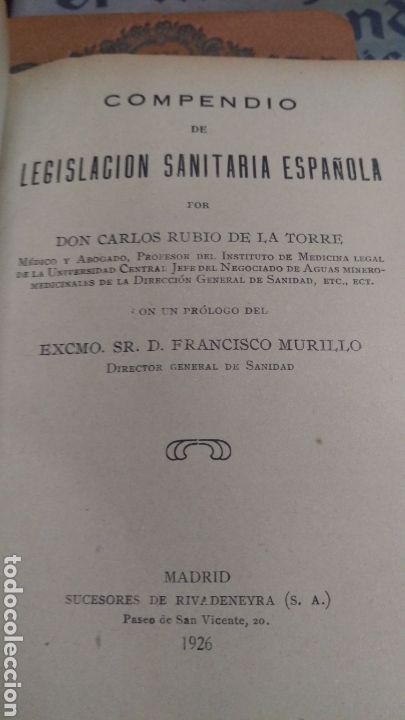 COMPENDIO
DE
LEGISLACION SANITARIA ESPAÑOLA
POR
DON CARLOS RUBIO DE LA TORRE
MÉDICO Y ABOGADO, PROFESOR DEL INSTITUTO DE MEDICINA LEGAL
DE LA UNIVERSIDAD CENTRAL JEFE DEL NEGOCIADO DE AGUAS MINERO-
MEDICINALES DE LA DIRECCIÓN GENERAL DE SANIDAD, ETC., ECT.
CON UN PRÓLOGO DEL
EXCMO. SR. D. FRANCISCO MURILLO
DIRECTOR GENERAL DE SANIDAD
MADRID
SUCESORES DE RIVADENEYRA (S. A.)
Paseo de San Vicente, 20.
1926
todocoleccion